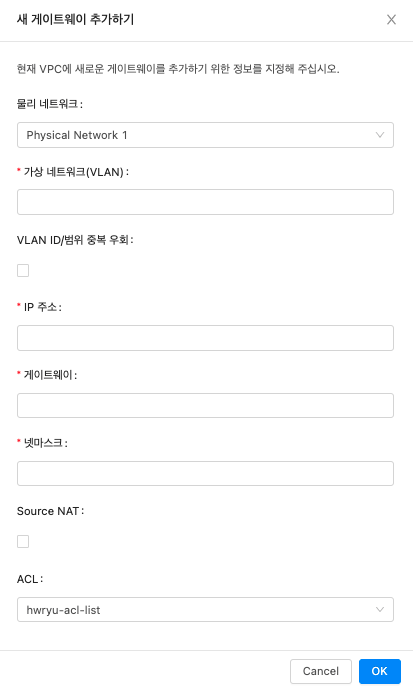 새 게이트웨이 추가하기
현재 VPC에 새로운 게이트웨이를 추가하기 위한 정보를 지정해 주십시오.
물리 네트워크 :
Physical Network 1
* 가상 네트워크(VLAN) :
VLAN ID/범위 중복 우회 :
* IP 주소 :
* 게이트웨이 :
* 넷마스크 :
Source NAT :
ACL :
hwryu-acl-list
Cancel OK